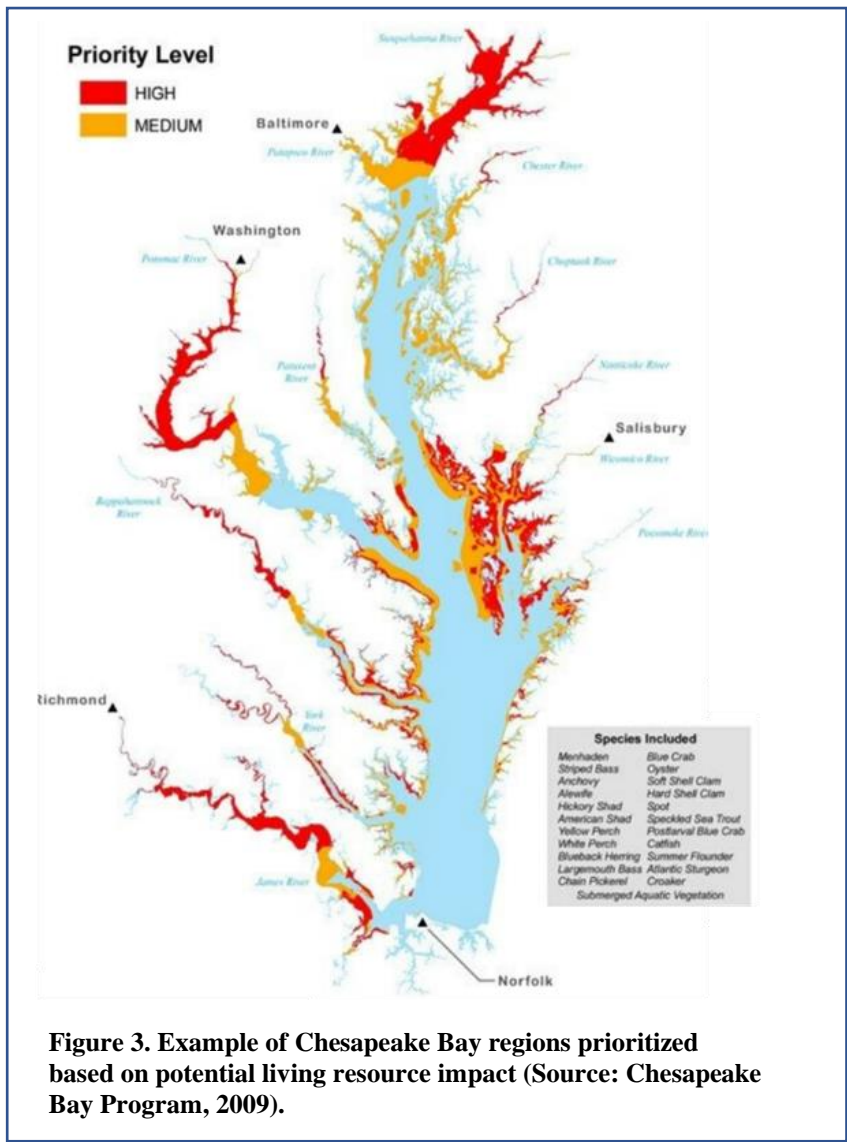 Priority Level
HIGH
MEDIUM
Susquehanna River
Baltimore
Patapsco River
Chester River
Washington
Potomac River
Choptank River
Patuxent
River
Nanticoke River
Salisbury
Wicomico River
Rappahannock
River
Pocomoke River
Richmond
York
River
James River
Norfolk
Species Included
Menhaden Blue Crab
Striped Bass Oyster
Anchovy Soft Shell Clam
Alewife Hard Shell Clam
Hickory Shad Spot
American Shad Speckled Sea Trout
Yellow Perch Postlarval Blue Crab
White Perch Catfish
Blueback Herring Summer Flounder
Largemouth Bass Atlantic Sturgeon
Chain Pickerel Croaker
Submerged Aquatic Vegetation
Figure 3. Example of Chesapeake Bay regions prioritized
based on potential living resource impact (Source: Chesapeake
Bay Program, 2009).